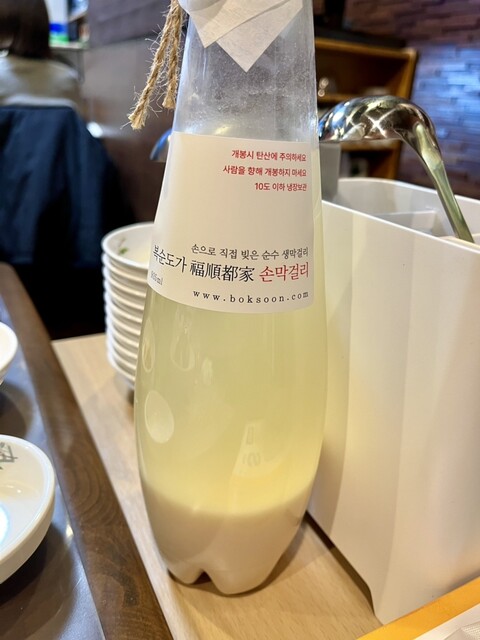 개봉시 탄산에 주의하세요
사람을 향해 개봉하지 마세요
10도 이하 냉장보관
손으로 직접 빚은 순수 생막걸리
복순도가 福順都家 손막걸리
www.boksoon.com